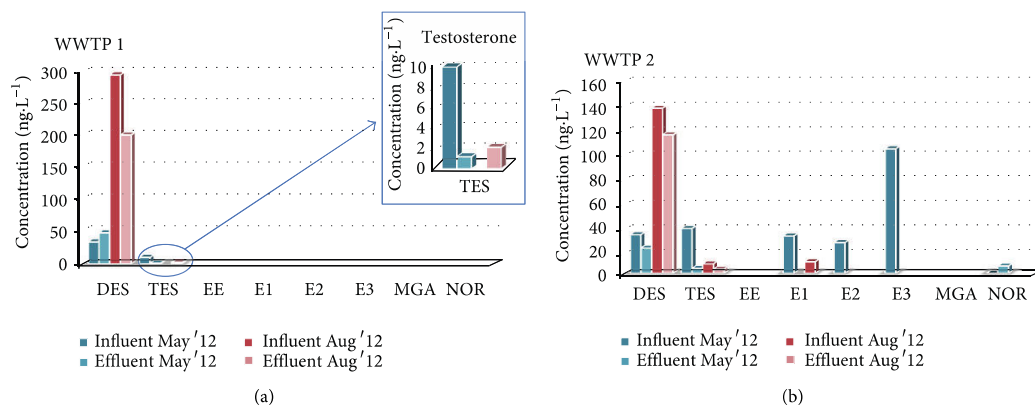 WWTP 1
Concentration (ng·L⁻¹)
300
250
200
150
100
50
0
DES TES EE E1 E2 E3 MGA NOR
Testosterone
Concentration (ng·L⁻¹)
10
8
6
4
2
0
TES
Influent May ′12
Effluent May ′12
Influent Aug ′12
Effluent Aug ′12
(a)
WWTP 2
Concentration (ng·L⁻¹)
160
140
120
100
80
60
40
20
0
DES TES EE E1 E2 E3 MGA NOR
Influent May ′12
Effluent May ′12
Influent Aug ′12
Effluent Aug ′12
(b)